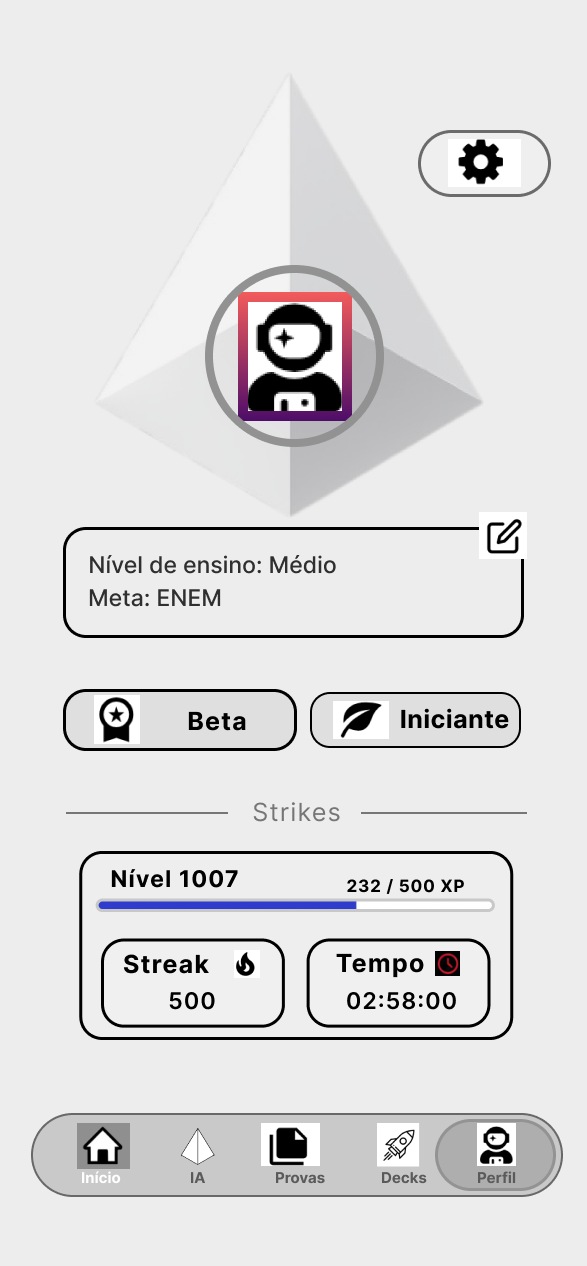 Nível de ensino: Médio
Meta: ENEM
Beta
Iniciante
Strikes
Nível 1007
232 / 500 XP
Streak
500
Tempo
02:58:00
Início
IA
Provas
Decks
Perfil